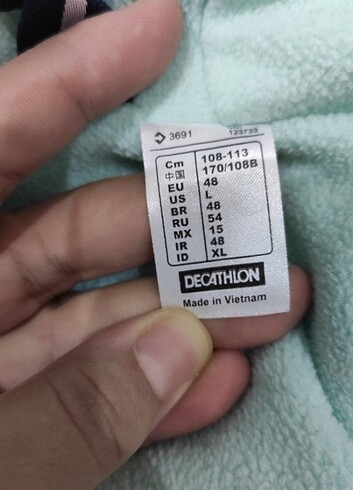 3691
123733
Cm 108-113
中国 170/108B
EU 48
US L
BR 48
RU 54
MX 15
IR 48
ID XL
DECATHLON
Made in Vietnam